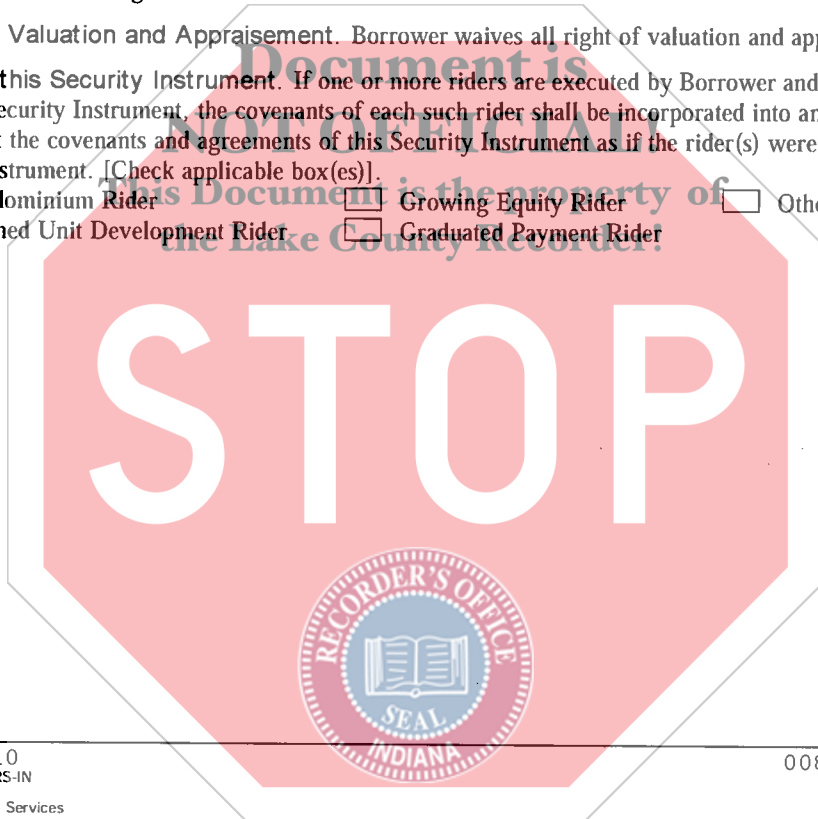 Valuation and Appraisement. Borrower waives all right of valuation and app
Document is
this Security Instrument. If one or more riders are executed by Borrower and
ecurity Instrument, the covenants of each such rider shall be incorporated into an
NOT OFFICIAL!
the covenants and agreements of this Security Instrument as if the rider(s) were
strument. [Check applicable box(es)].
This Document is the property of
lominium Rider Growing Equity Rider Othe
ned Unit Development Rider Graduated Payment Rider
the Lake County Recorder!
STOP
RECORDER'S OFFICE
SEAL
INDIANA
.0 008
RS-IN
Services